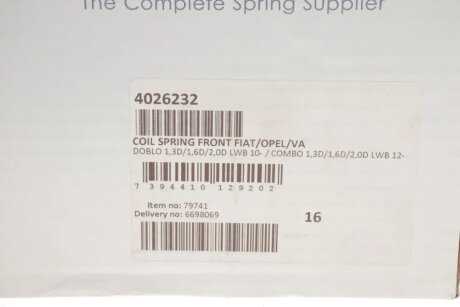 The Complete Spring Supplier
4026232
COIL SPRING FRONT FIAT/OPEL/VA
DOBLO 1,3D/1,6D/2,0D LWB 10- / COMBO 1,3D/1,6D/2,0D LWB 12-
7 394410 129202
Item no: 79741
Delivery no: 6698069
16